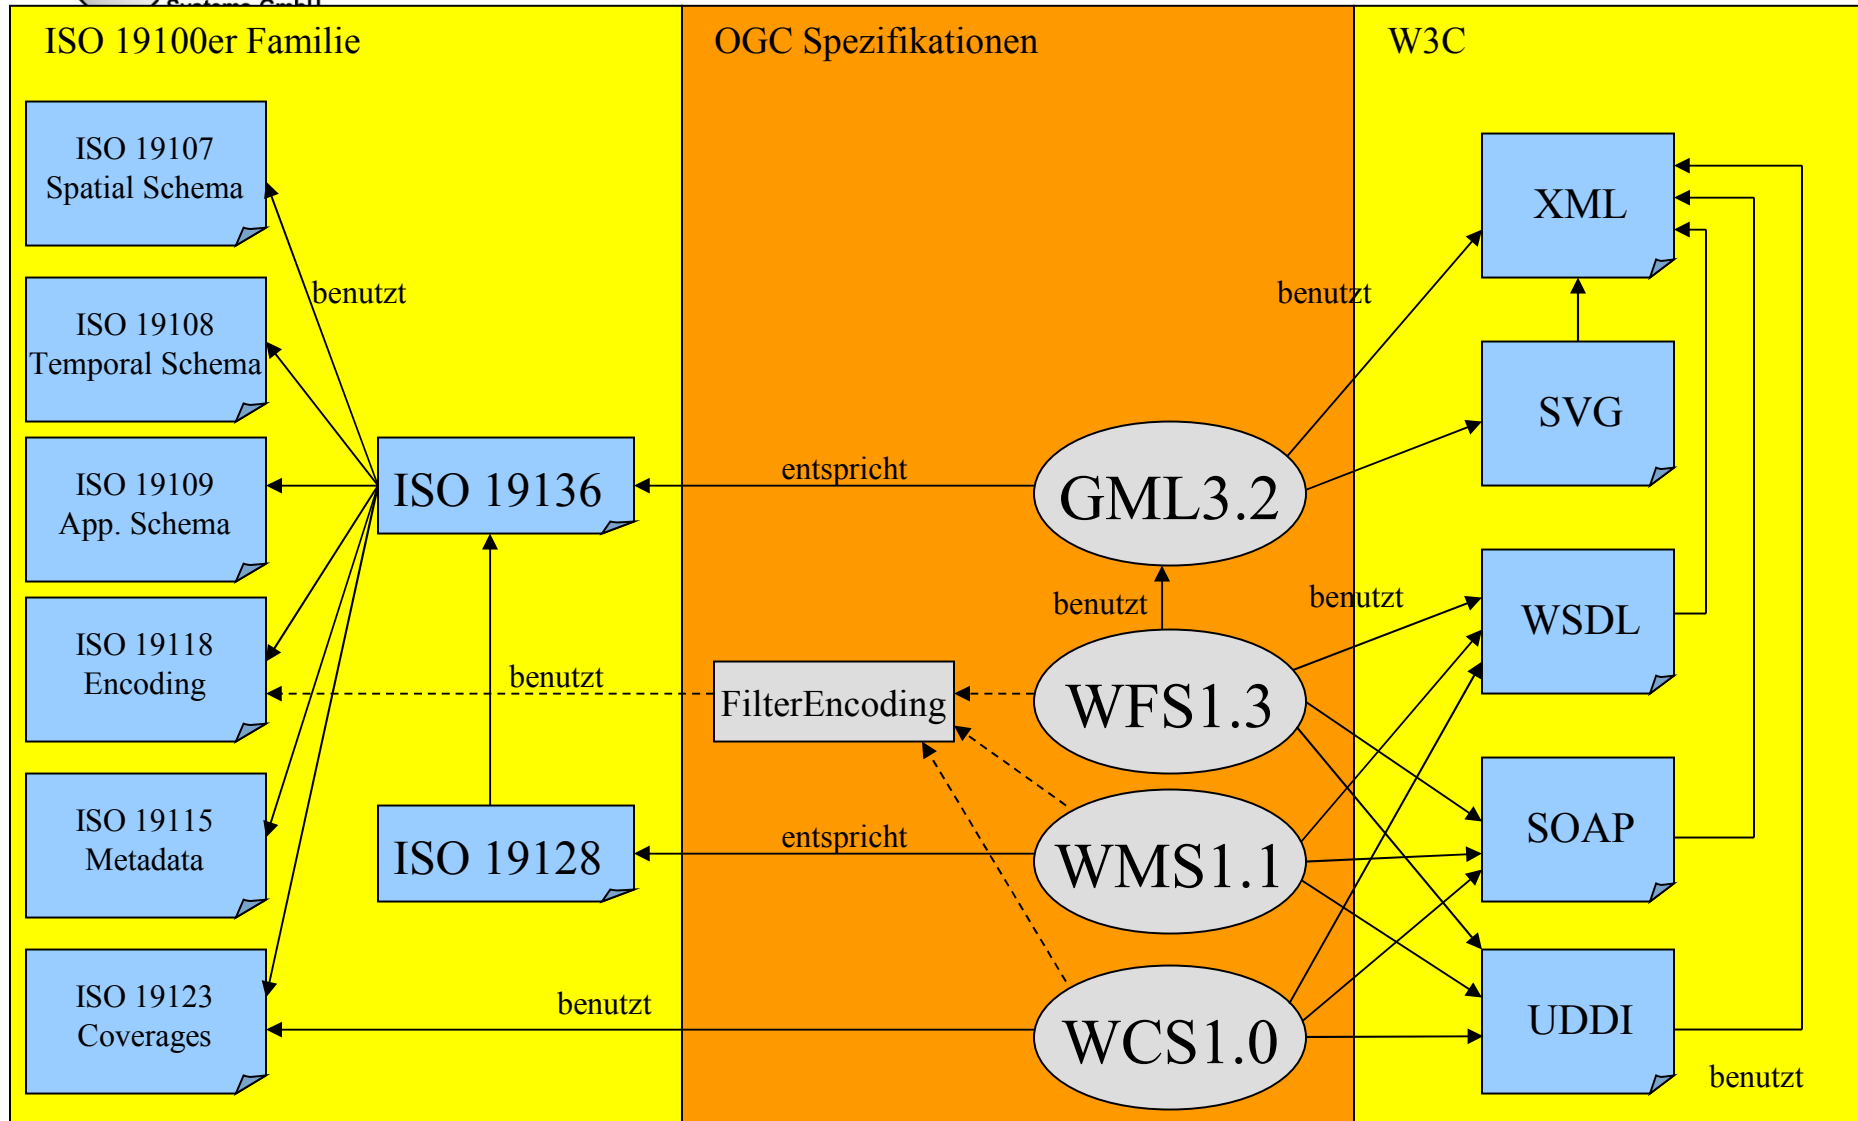 Systems GmbH
ISO 19100er Familie
OGC Spezifikationen
W3C
ISO 19107
Spatial Schema
XML
benutzt
benutzt
ISO 19108
Temporal Schema
SVG
ISO 19109
App. Schema
ISO 19136
entspricht
GML3.2
benutzt
benutzt
WSDL
ISO 19118
Encoding
benutzt
FilterEncoding
WFS1.3
ISO 19115
Metadata
ISO 19128
entspricht
WMS1.1
SOAP
ISO 19123
Coverages
benutzt
WCS1.0
UDDI
benutzt